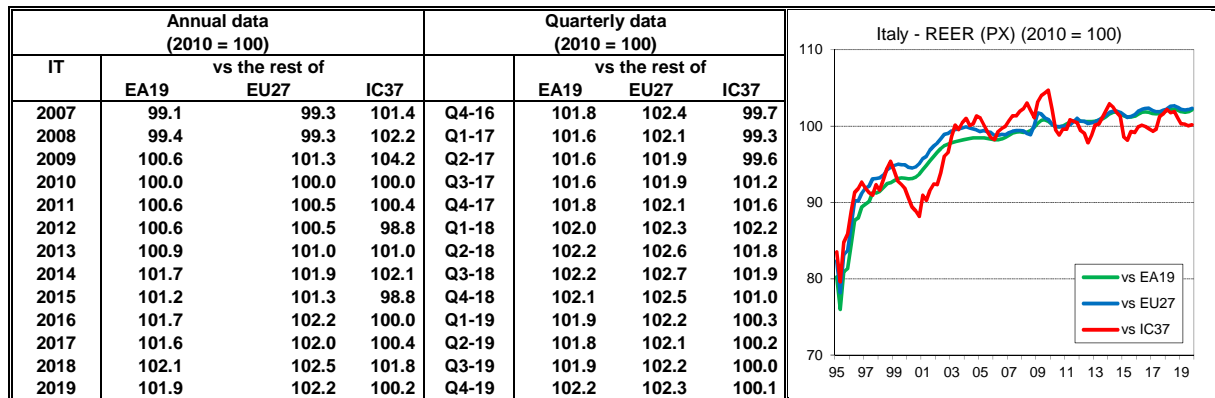 Annual data
(2010 = 100)
Quarterly data
(2010 = 100)
IT vs the rest of vs the rest of
EA19 EU27 IC37 EA19 EU27 IC37
2007 99.1 99.3 101.4 Q4-16 101.8 102.4 99.7
2008 99.4 99.3 102.2 Q1-17 101.6 102.1 99.3
2009 100.6 101.3 104.2 Q2-17 101.6 101.9 99.6
2010 100.0 100.0 100.0 Q3-17 101.6 101.9 101.2
2011 100.6 100.5 100.4 Q4-17 101.8 102.1 101.6
2012 100.6 100.5 98.8 Q1-18 102.0 102.3 102.2
2013 100.9 101.0 101.0 Q2-18 102.2 102.6 101.8
2014 101.7 101.9 102.1 Q3-18 102.2 102.7 101.9
2015 101.2 101.3 98.8 Q4-18 102.1 102.5 101.0
2016 101.7 102.2 100.0 Q1-19 101.9 102.2 100.3
2017 101.6 102.0 100.4 Q2-19 101.8 102.1 100.2
2018 102.1 102.5 101.8 Q3-19 101.9 102.2 100.0
2019 101.9 102.2 100.2 Q4-19 102.2 102.3 100.1
Italy - REER (PX) (2010 = 100)
110
100
90
80
70
vs EA19
vs EU27
vs IC37
95 97 99 01 03 05 07 09 11 13 15 17 19